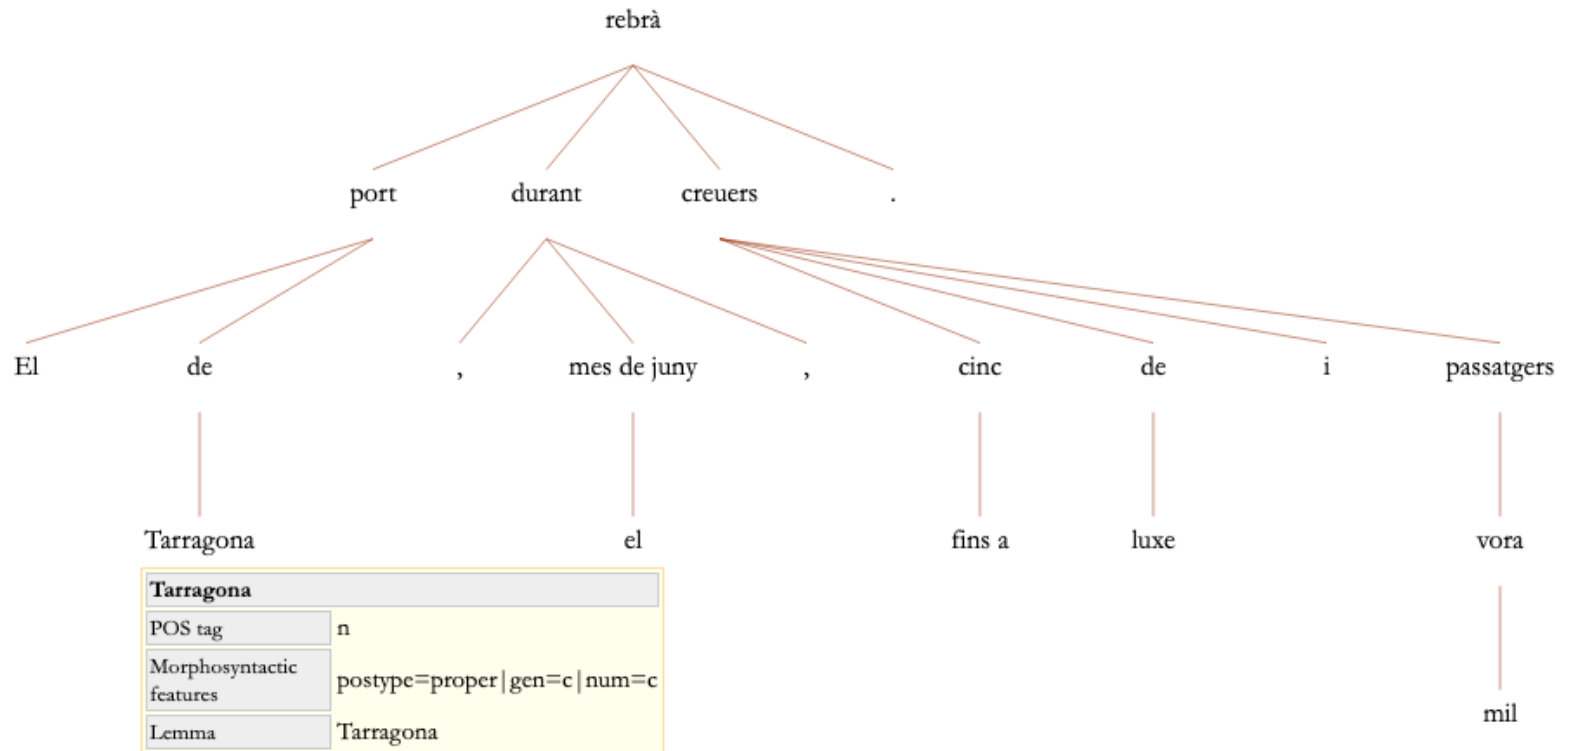 rebrà
port durant creuers .
El de , mes de juny , cinc de i passatgers
Tarragona el fins a luxe vora
Tarragona
POS tag n
Morphosyntactic
features postype=proper|gen=c|num=c
Lemma Tarragona
mil